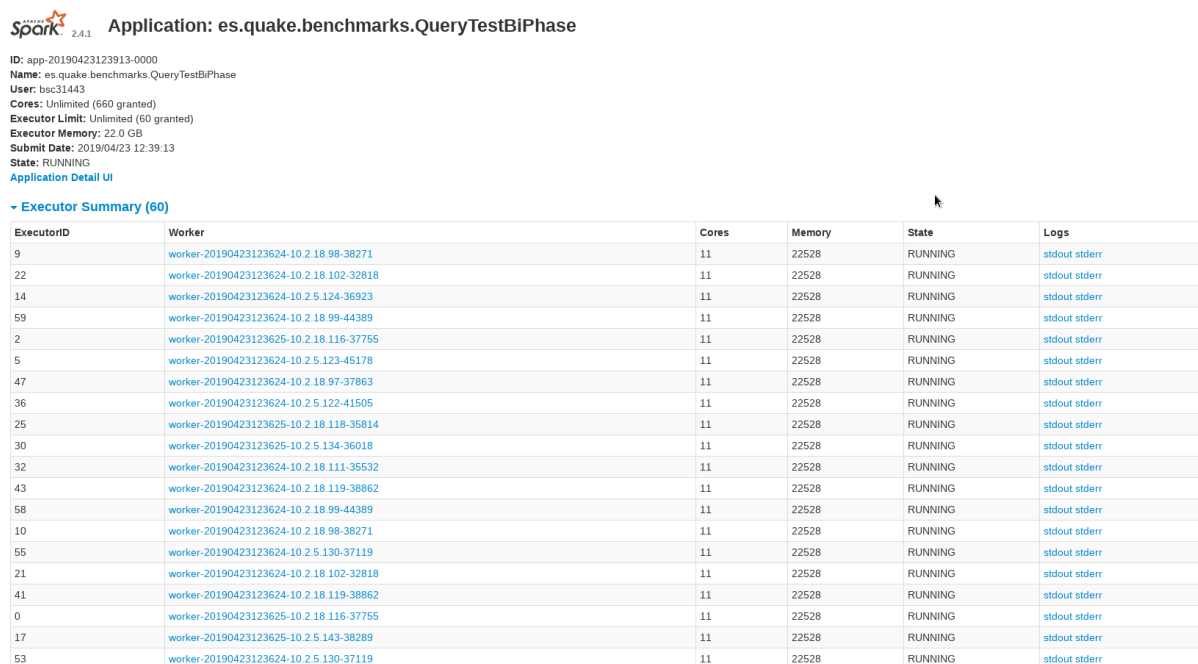 APACHE
Spark 2.4.1 Application: es.quake.benchmarks.QueryTestBiPhase
ID: app-20190423123913-0000
Name: es.quake.benchmarks.QueryTestBiPhase
User: bsc31443
Cores: Unlimited (660 granted)
Executor Limit: Unlimited (60 granted)
Executor Memory: 22.0 GB
Submit Date: 2019/04/23 12:39:13
State: RUNNING
Application Detail UI
Executor Summary (60)
ExecutorID Worker Cores Memory State Logs
9 worker-20190423123624-10.2.18.98-38271 11 22528 RUNNING stdout stderr
22 worker-20190423123624-10.2.18.102-32818 11 22528 RUNNING stdout stderr
14 worker-20190423123624-10.2.5.124-36923 11 22528 RUNNING stdout stderr
59 worker-20190423123624-10.2.18.99-44389 11 22528 RUNNING stdout stderr
2 worker-20190423123625-10.2.18.116-37755 11 22528 RUNNING stdout stderr
5 worker-20190423123624-10.2.5.123-45178 11 22528 RUNNING stdout stderr
47 worker-20190423123624-10.2.18.97-37863 11 22528 RUNNING stdout stderr
36 worker-20190423123624-10.2.5.122-41505 11 22528 RUNNING stdout stderr
25 worker-20190423123625-10.2.18.118-35814 11 22528 RUNNING stdout stderr
30 worker-20190423123625-10.2.5.134-36018 11 22528 RUNNING stdout stderr
32 worker-20190423123624-10.2.18.111-35532 11 22528 RUNNING stdout stderr
43 worker-20190423123624-10.2.18.119-38862 11 22528 RUNNING stdout stderr
58 worker-20190423123624-10.2.18.99-44389 11 22528 RUNNING stdout stderr
10 worker-20190423123624-10.2.18.98-38271 11 22528 RUNNING stdout stderr
55 worker-20190423123624-10.2.5.130-37119 11 22528 RUNNING stdout stderr
21 worker-20190423123624-10.2.18.102-32818 11 22528 RUNNING stdout stderr
41 worker-20190423123624-10.2.18.119-38862 11 22528 RUNNING stdout stderr
0 worker-20190423123625-10.2.18.116-37755 11 22528 RUNNING stdout stderr
17 worker-20190423123625-10.2.5.143-38289 11 22528 RUNNING stdout stderr
53 worker-20190423123624-10.2.5.130-37119 11 22528 RUNNING stdout stderr